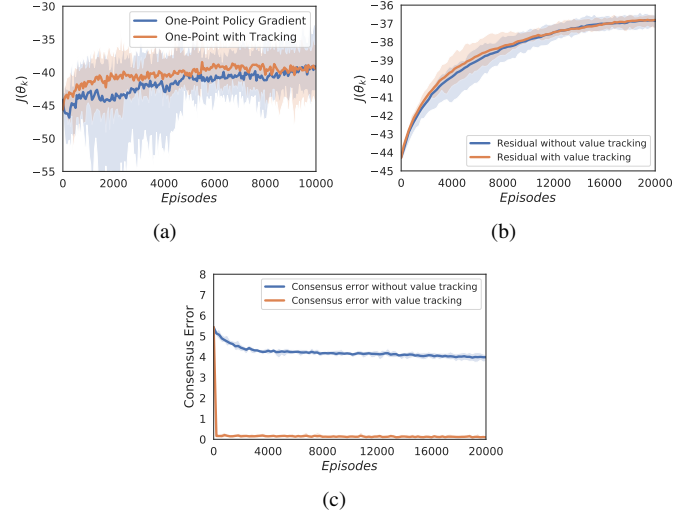 −30
−35
−40
−45
−50
−55
J(θk)
One-Point Policy Gradient
One-Point with Tracking
0 2000 4000 6000 8000 10000
Episodes
(a)
−36
−37
−38
−39
−40
−41
−42
−43
−44
−45
J(θk)
Residual without value tracking
Residual with value tracking
0 4000 8000 12000 16000 20000
Episodes
(b)
8
7
6
5
4
3
2
1
0
Consensus Error
Consensus error without value tracking
Consensus error with value tracking
0 4000 8000 12000 16000 20000
Episodes
(c)